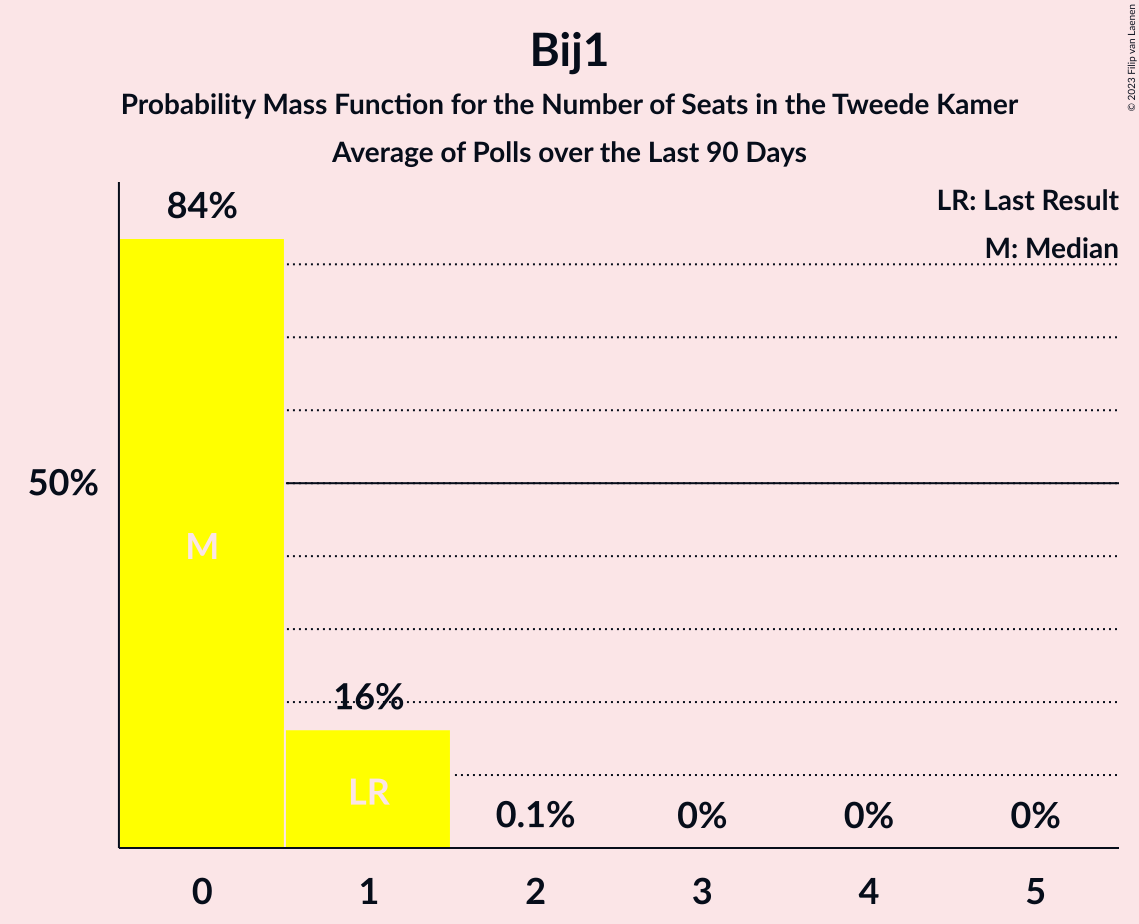 © 2023 Filip van Laenen
Bij1
Probability Mass Function for the Number of Seats in the Tweede Kamer
Average of Polls over the Last 90 Days
LR: Last Result
M: Median
84%
50%
M
16%
LR
0.1%
0%
0%
0%
0 1 2 3 4 5